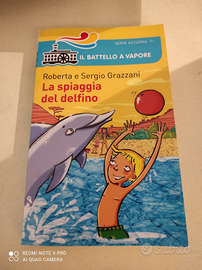 SERIE AZZURRA
IL BATTELLO A VAPORE
Roberta e Sergio Grazzani
La spiaggia
del delfino
REDMI NOTE 9 PRO
AI QUAD CAMERA
subito